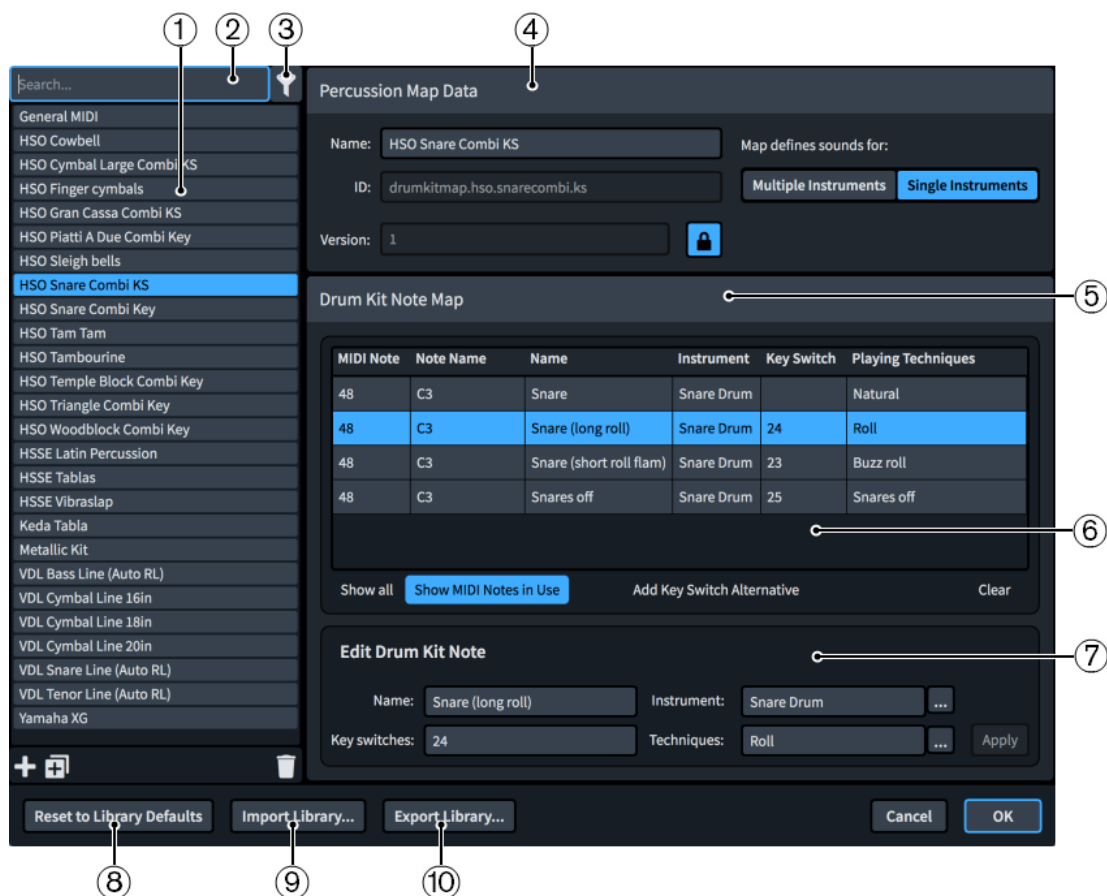 ① ② ③ ④
Search...
General MIDI
HSO Cowbell
HSO Cymbal Large Combi KS
HSO Finger cymbals
HSO Gran Cassa Combi KS
HSO Piatti A Due Combi Key
HSO Sleigh bells
HSO Snare Combi KS
HSO Snare Combi Key
HSO Tam Tam
HSO Tambourine
HSO Temple Block Combi Key
HSO Triangle Combi Key
HSO Woodblock Combi Key
HSSE Latin Percussion
HSSE Tablas
HSSE Vibraslap
Keda Tabla
Metallic Kit
VDL Bass Line (Auto RL)
VDL Cymbal Line 16in
VDL Cymbal Line 18in
VDL Cymbal Line 20in
VDL Snare Line (Auto RL)
VDL Tenor Line (Auto RL)
Yamaha XG
Percussion Map Data
Name: HSO Snare Combi KS
Map defines sounds for:
ID: drumkitmap.hso.snarecombi.ks
Multiple Instruments Single Instruments
Version: 1
Drum Kit Note Map
⑤
MIDI Note Note Name Name Instrument Key Switch Playing Techniques
48 C3 Snare Snare Drum Natural
48 C3 Snare (long roll) Snare Drum 24 Roll
48 C3 Snare (short roll flam) Snare Drum 23 Buzz roll
48 C3 Snares off Snare Drum 25 Snares off
⑥
Show all Show MIDI Notes in Use Add Key Switch Alternative Clear
Edit Drum Kit Note
⑦
Name: Snare (long roll) Instrument: Snare Drum ...
Key switches: 24 Techniques: Roll ... Apply
Reset to Library Defaults Import Library... Export Library... Cancel OK
⑧ ⑨ ⑩